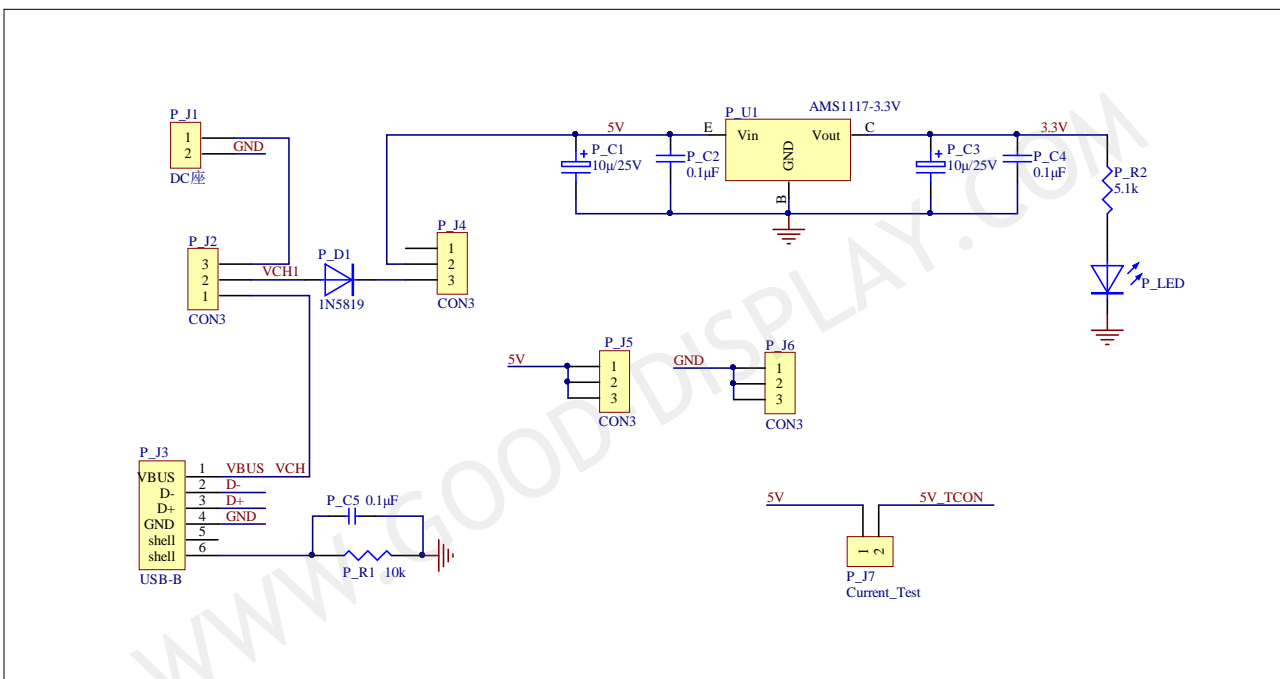 P_J1
1
GND
2
DC座
P_J2
3
2
VCH1
1
CON3
P_D1
1N5819
P_J4
1
2
3
CON3
5V
P_C1
10μ/25V
P_C2
0.1μF
P_U1
AMS1117-3.3V
E
Vin
Vout
C
GND
B
P_C3
10μ/25V
3.3V
P_C4
0.1μF
P_R2
5.1k
P_LED
5V
P_J5
1
2
3
CON3
GND
P_J6
1
2
3
CON3
P_J3
VBUS 1 VBUS VCH
D- 2 D-
D+ 3 D+
GND 4 GND
shell 5
shell 6
USB-B
P_C5 0.1μF
P_R1 10k
5V
5V_TCON
1 2
P_J7
Current_Test
WWW.GOOD-DISPLAY.COM